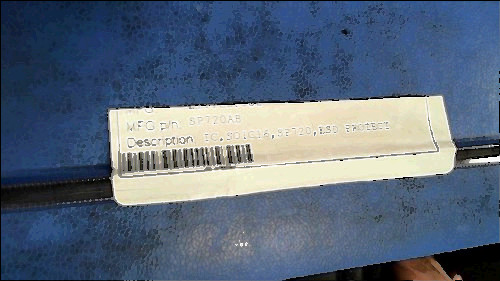 MFG p/n: SP720AB
Description: IC,SOIC16,SP720,ESD PROTECT